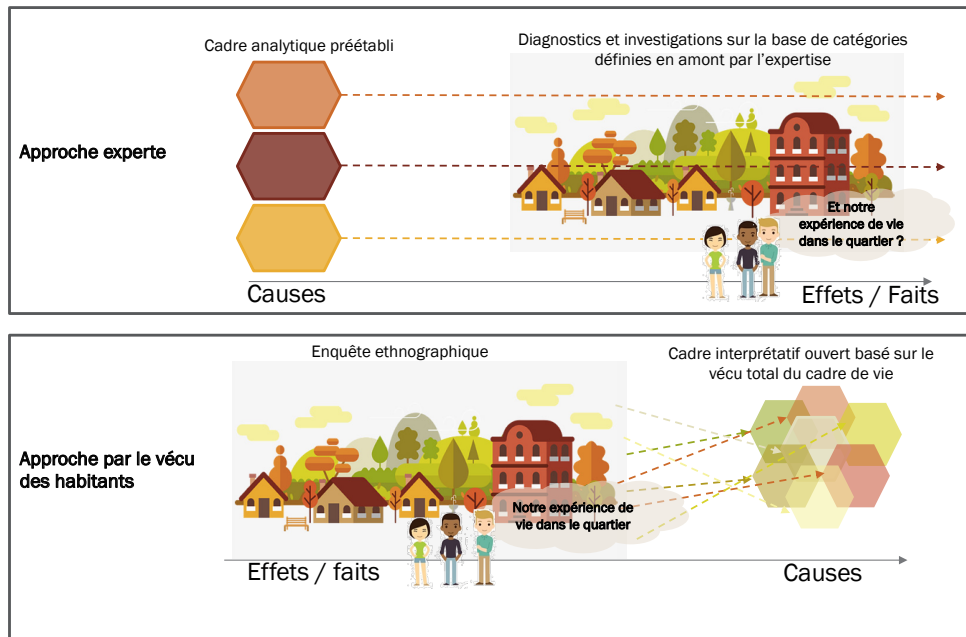 Cadre analytique préétabli
Diagnostics et investigations sur la base de catégories
définies en amont par l'expertise
Approche experte
Et notre
expérience de vie
dans le quartier ?
Causes
Effets / Faits
Enquête ethnographique
Cadre interprétatif ouvert basé sur le
vécu total du cadre de vie
Approche par le vécu
des habitants
Notre expérience de
vie dans le quartier
Effets / faits
Causes